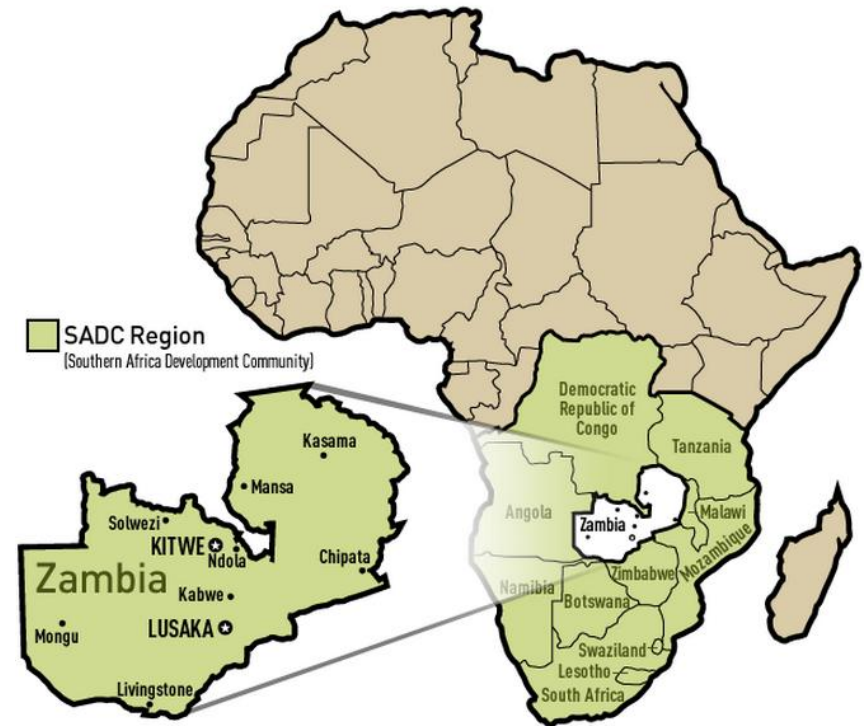 SADC Region
(Southern Africa Development Community)
Kasama
Mansa
Solwezi
KITWE
Ndola
Chipata
Zambia
Kabwe
LUSAKA
Mongu
Livingstone
Democratic
Republic of
Congo
Tanzania
Angola
Zambia
Malawi
Mozambique
Zimbabwe
Namibia
Botswana
Swaziland
Lesotho
South Africa